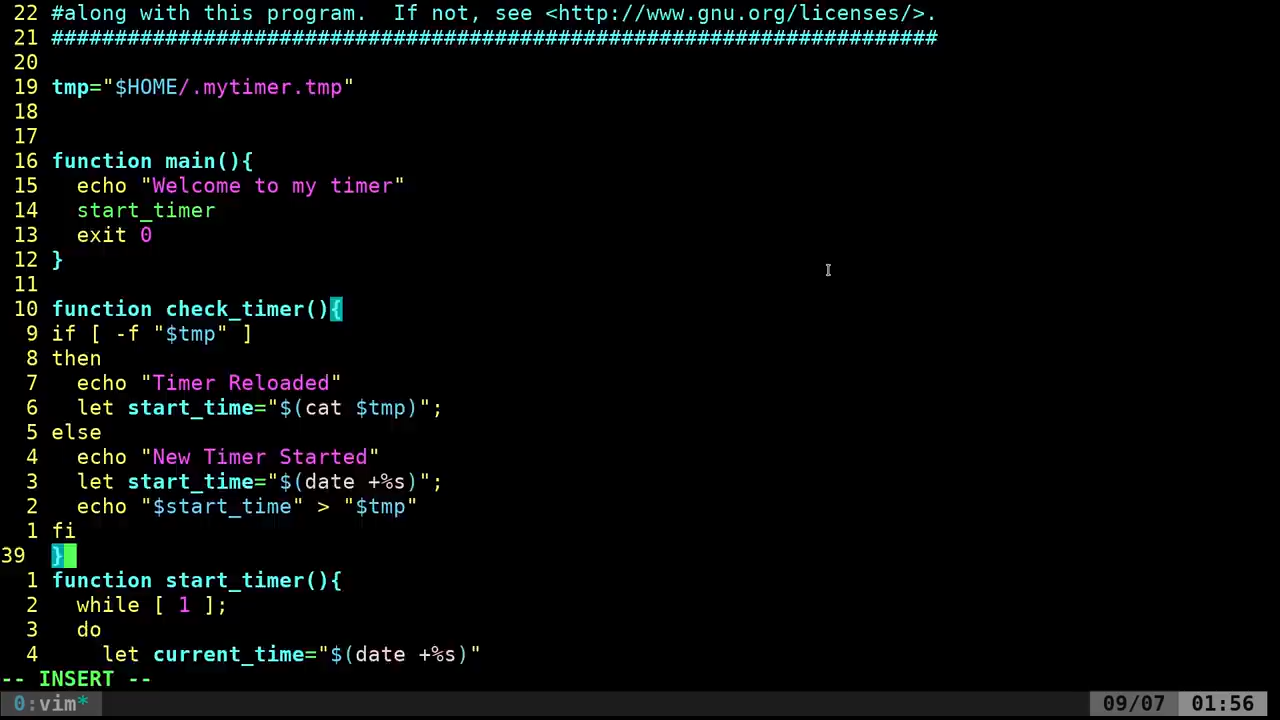 22 #along with this program.  If not, see <http://www.gnu.org/licenses/>.
21 ######################################################################
20
19 tmp="$HOME/.mytimer.tmp"
18
17
16 function main(){
15   echo "Welcome to my timer"
14   start_timer
13   exit 0
12 }
11
10 function check_timer(){
9 if [ -f "$tmp" ]
8 then
7   echo "Timer Reloaded"
6   let start_time="$(cat $tmp)";
5 else
4   echo "New Timer Started"
3   let start_time="$(date +%s)";
2   echo "$start_time" > "$tmp"
1 fi
39 }
1 function start_timer(){
2   while [ 1 ];
3   do
4     let current_time="$(date +%s)"
-- INSERT --
0:vim* 09/07 01:56